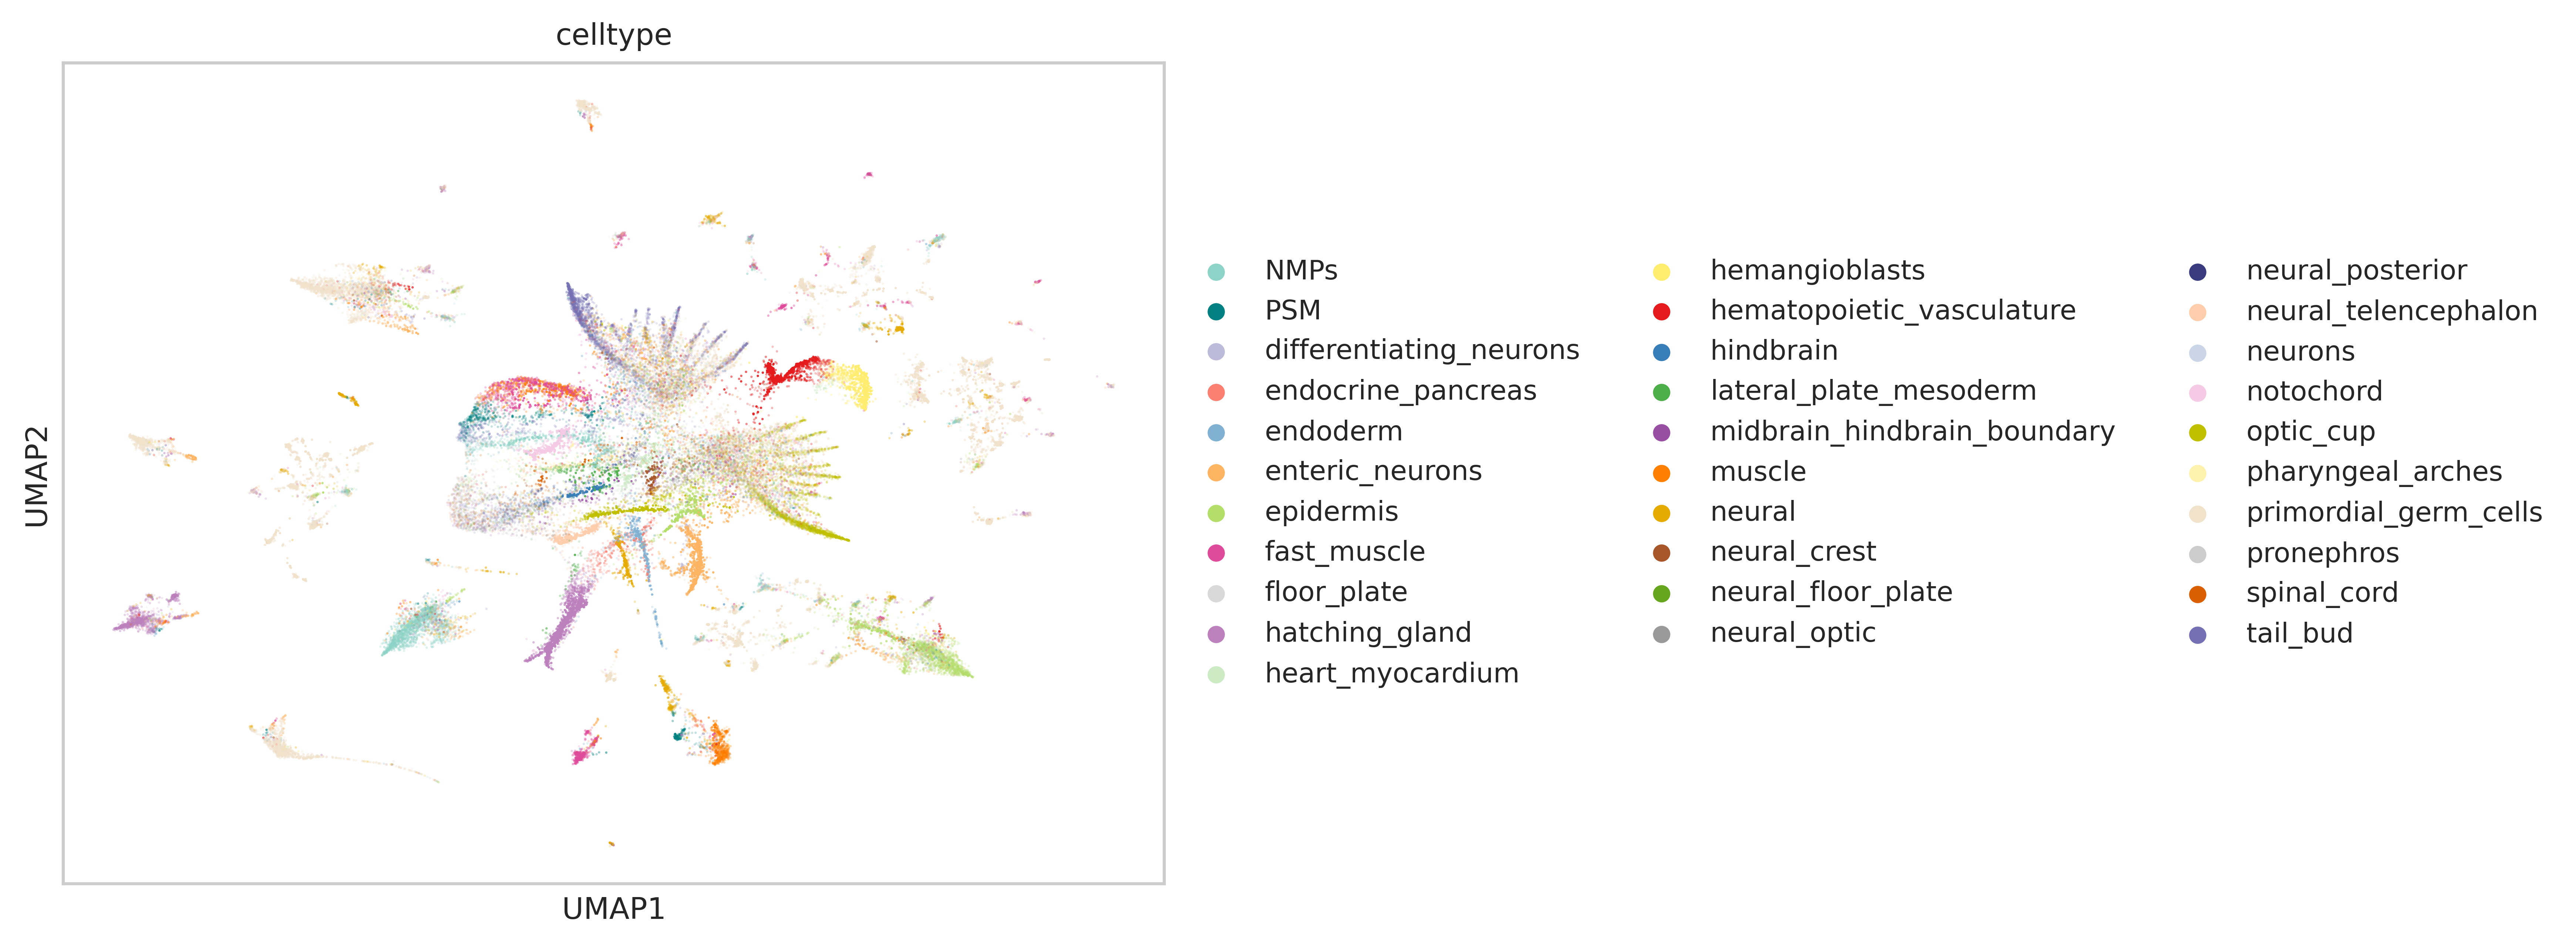 celltype
UMAP2
UMAP1
NMPs
PSM
differentiating_neurons
endocrine_pancreas
endoderm
enteric_neurons
epidermis
fast_muscle
floor_plate
hatching_gland
heart_myocardium
hemangioblasts
hematopoietic_vasculature
hindbrain
lateral_plate_mesoderm
midbrain_hindbrain_boundary
muscle
neural
neural_crest
neural_floor_plate
neural_optic
neural_posterior
neural_telencephalon
neurons
notochord
optic_cup
pharyngeal_arches
primordial_germ_cells
pronephros
spinal_cord
tail_bud